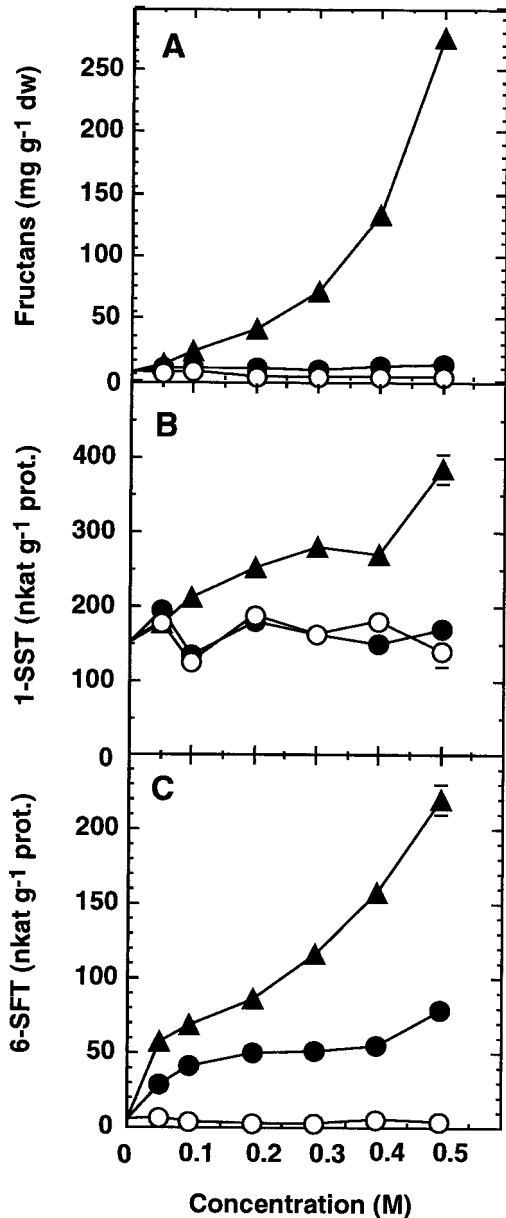 A
Fructans (mg g-1 dw)
250
200
150
100
50
0
B
1-SST (nkat g-1 prot.)
400
300
200
100
0
C
6-SFT (nkat g-1 prot.)
200
150
100
50
0
0 0.1 0.2 0.3 0.4 0.5
Concentration (M)